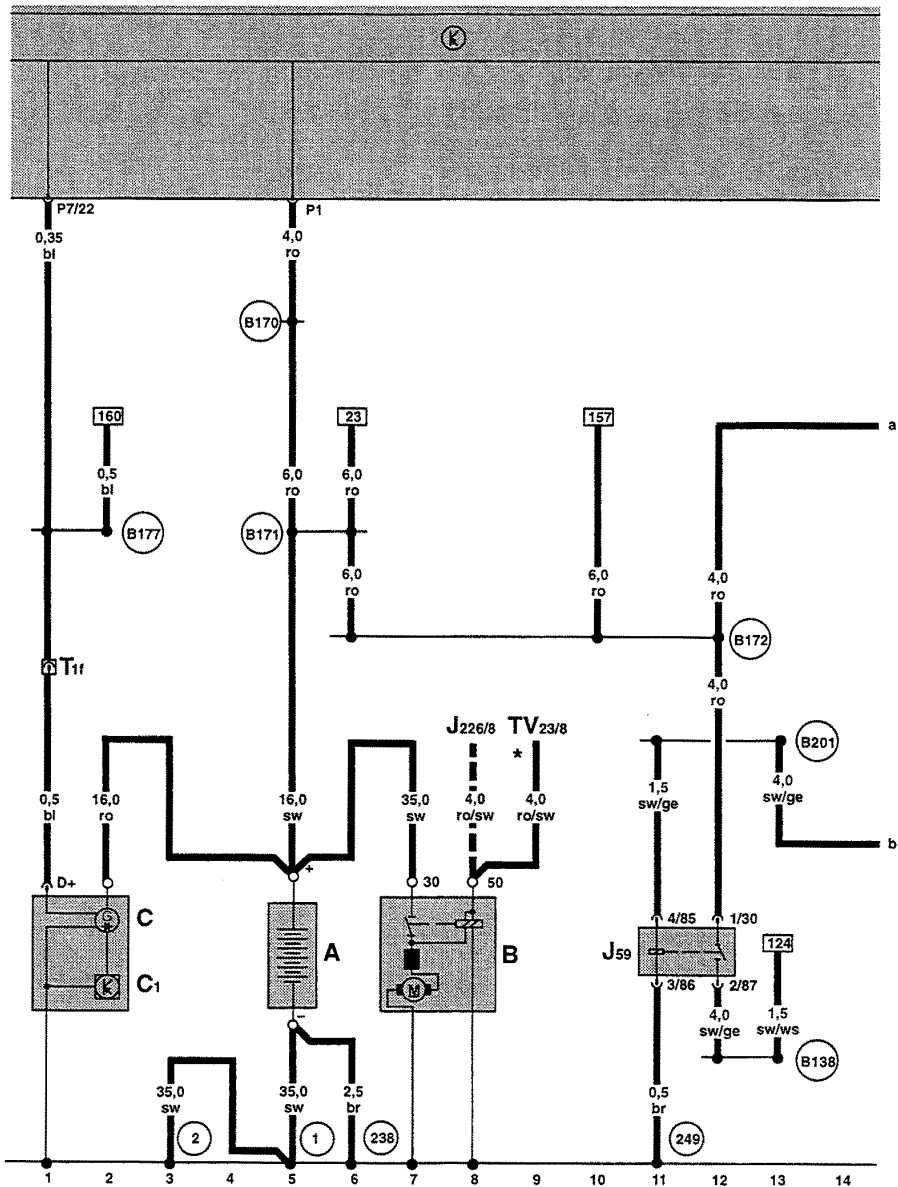 P7/22
P1
0,35
bl
4,0
ro
B170
160
23
157
a
0,5
bl
6,0
ro
6,0
ro
B177
B171
6,0
ro
6,0
ro
4,0
ro
B172
T1f
4,0
ro
J226/8
TV23/8
*
B201
0,5
bl
16,0
ro
16,0
sw
35,0
sw
4,0
ro/sw
4,0
ro/sw
1,5
sw/ge
4,0
sw/ge
b
+
D+
30
50
4/85
1/30
G
C
A
B
J59
124
C1
M
3/86
2/87
−
4,0
sw/ge
1,5
sw/ws
B138
35,0
sw
35,0
sw
2,5
br
0,5
br
2
1
238
249
1 2 3 4 5 6 7 8 9 10 11 12 13 14